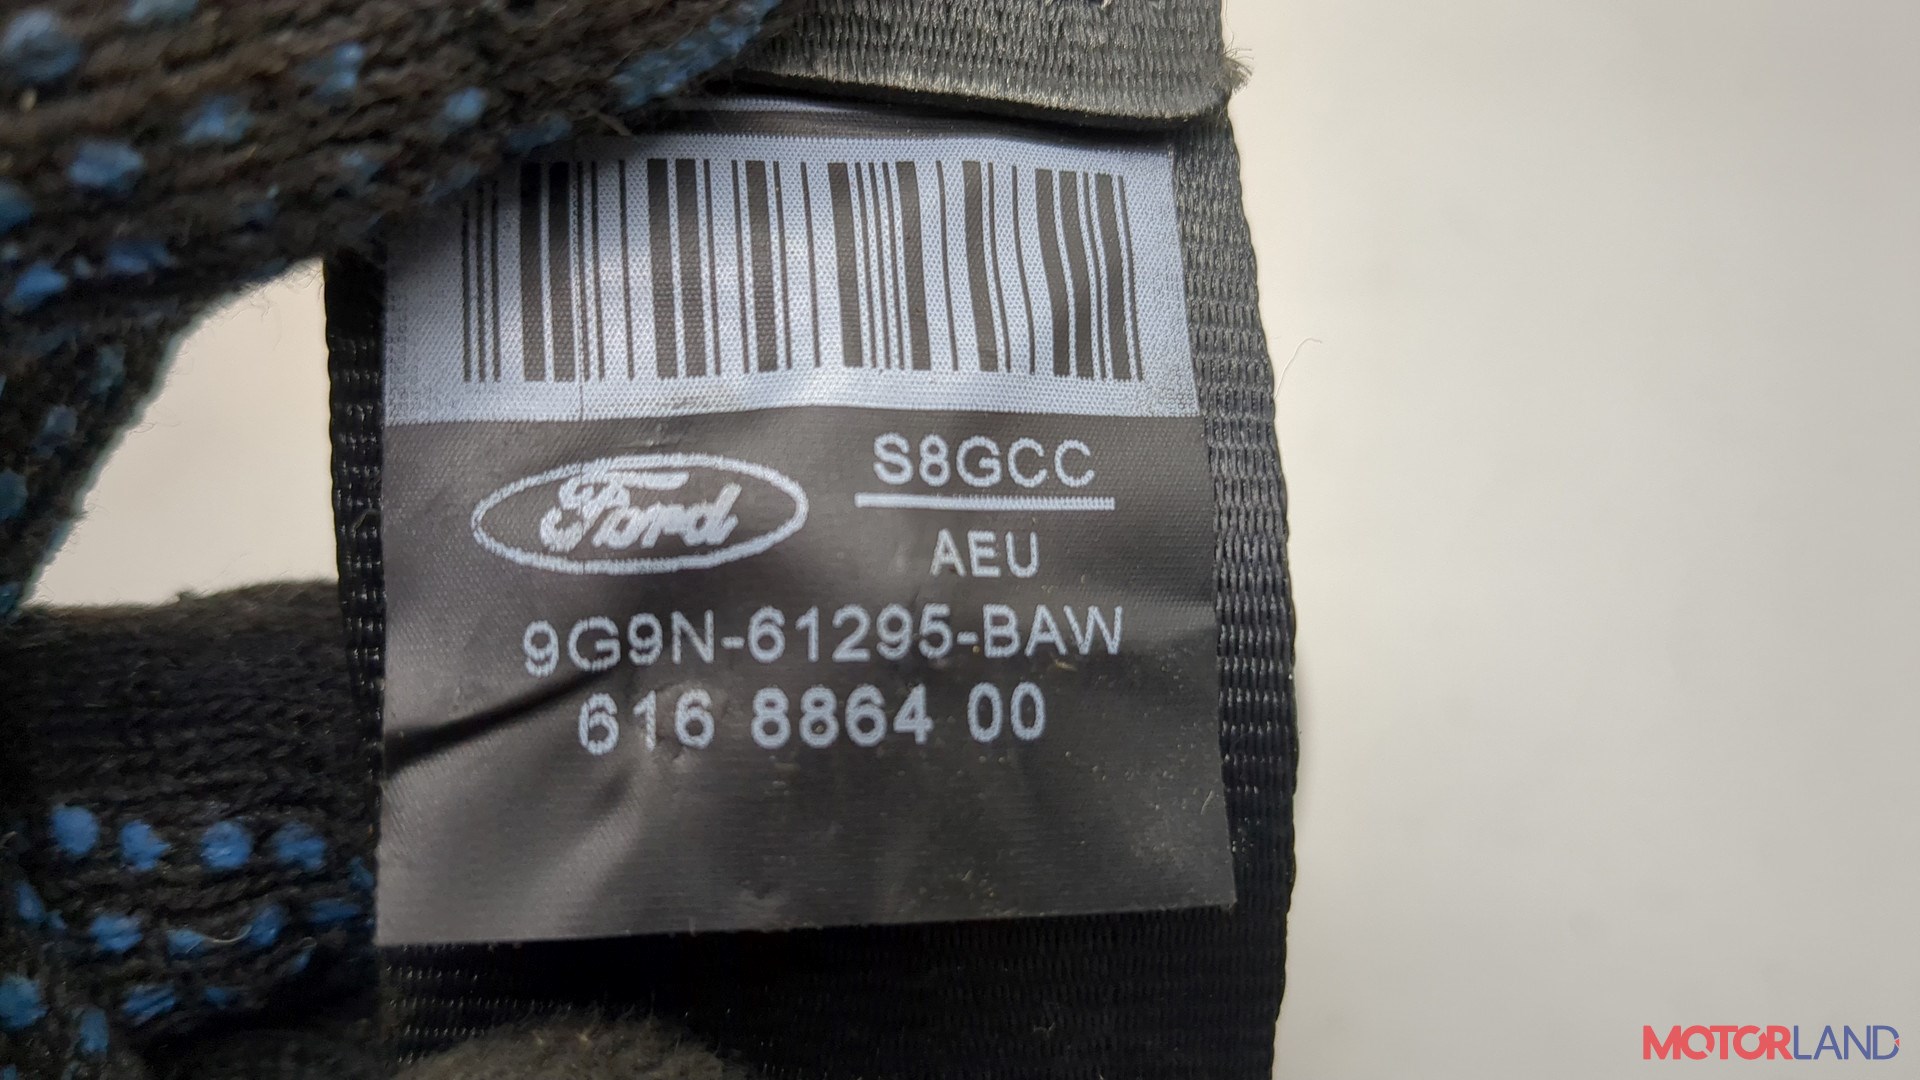 Ford
S8GCC
AEU
9G9N-61295-BAW
616 8864 00
MOTORLAND